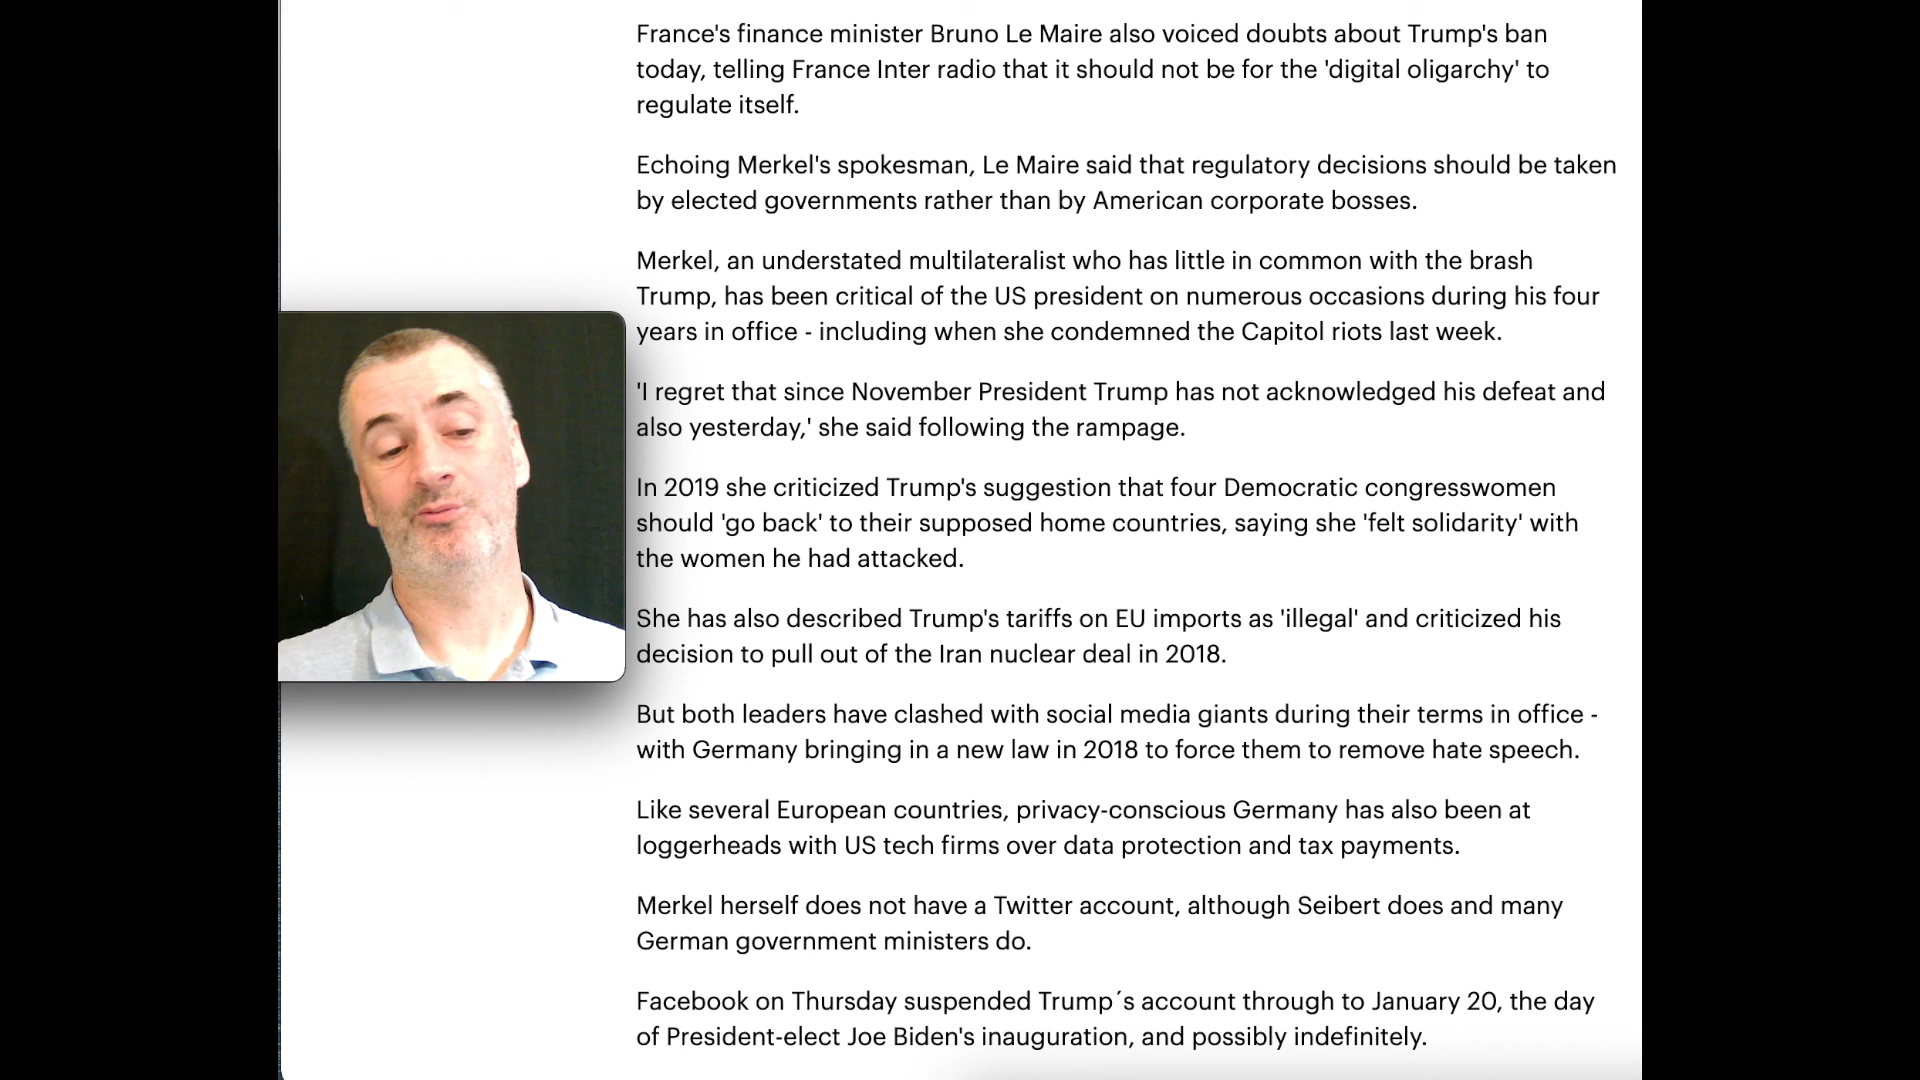 France's finance minister Bruno Le Maire also voiced doubts about Trump's ban
today, telling France Inter radio that it should not be for the 'digital oligarchy' to
regulate itself.
Echoing Merkel's spokesman, Le Maire said that regulatory decisions should be taken
by elected governments rather than by American corporate bosses.
Merkel, an understated multilateralist who has little in common with the brash
Trump, has been critical of the US president on numerous occasions during his four
years in office - including when she condemned the Capitol riots last week.
'I regret that since November President Trump has not acknowledged his defeat and
also yesterday,' she said following the rampage.
In 2019 she criticized Trump's suggestion that four Democratic congresswomen
should 'go back' to their supposed home countries, saying she 'felt solidarity' with
the women he had attacked.
She has also described Trump's tariffs on EU imports as 'illegal' and criticized his
decision to pull out of the Iran nuclear deal in 2018.
But both leaders have clashed with social media giants during their terms in office -
with Germany bringing in a new law in 2018 to force them to remove hate speech.
Like several European countries, privacy-conscious Germany has also been at
loggerheads with US tech firms over data protection and tax payments.
Merkel herself does not have a Twitter account, although Seibert does and many
German government ministers do.
Facebook on Thursday suspended Trump´s account through to January 20, the day
of President-elect Joe Biden's inauguration, and possibly indefinitely.